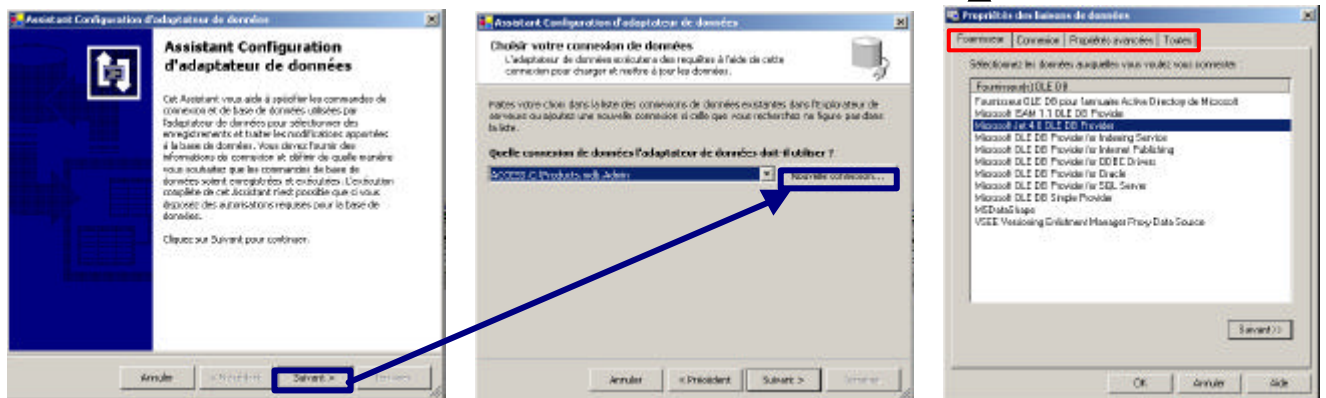 Assistant Configuration d'adaptateur de données
Assistant Configuration
d'adaptateur de données
Cet Assistant vous aide à spécifier les commandes de
connexion et de base de données utilisées par
l'adaptateur de données pour sélectionner des
enregistrements et traiter les modifications apportées
à la base de données. Vous devez fournir des
informations de connexion et définir de quelle manière
vous souhaitez que les commandes de base de
données soient enregistrées et exécutées. L'exécution
complète de cet Assistant n'est possible que si vous
disposez des autorisations requises pour la base de
données.
Cliquez sur Suivant pour continuer.
Annuler
< Précédent
Suivant >
Assistant Configuration d'adaptateur de données
Choisir votre connexion de données
L'adaptateur de données exécutera des requêtes à l'aide de cette
connexion pour charger et mettre à jour les données.
Faites votre choix dans la liste des connexions de données existantes dans l'Explorateur de
serveurs ou ajoutez une nouvelle connexion si celle que vous recherchez ne figure pas dans
la liste.
Quelle connexion de données l'adaptateur de données doit-il utiliser ?
ACCESS.C:\Products.mdb.Admin
Nouvelle connexion...
Annuler
< Précédent
Suivant >
Propriétés des liaisons de données
Fournisseur
Connexion
Propriétés avancées
Toutes
Sélectionnez les données auxquelles vous voulez vous connecter :
Fournisseur(s) OLE DB
Fournisseur OLE DB pour l'annuaire Active Directory de Microsoft
Microsoft ISAM 1.1 OLE DB Provider
Microsoft Jet 4.0 OLE DB Provider
Microsoft OLE DB Provider for Indexing Service
Microsoft OLE DB Provider for Internet Publishing
Microsoft OLE DB Provider for ODBC Drivers
Microsoft OLE DB Provider for Oracle
Microsoft OLE DB Provider for SQL Server
Microsoft OLE DB Simple Provider
MSDataShape
VSEE Versioning Enlistment Manager Proxy Data Source
Suivant >>
OK
Annuler
Aide